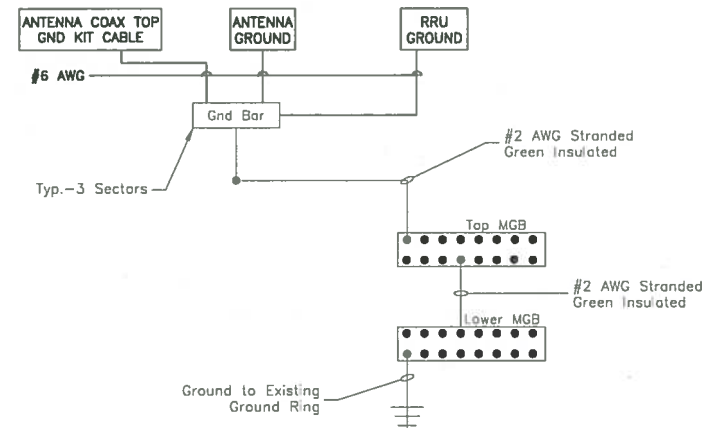 ANTENNA COAX TOP
GND KIT CABLE
ANTENNA
GROUND
RRU
GROUND
#6 AWG
Gnd Bar
#2 AWG Stranded
Green Insulated
Typ.-3 Sectors
Top MGB
#2 AWG Stranded
Green Insulated
Lower MGB
Ground to Existing
Ground Ring